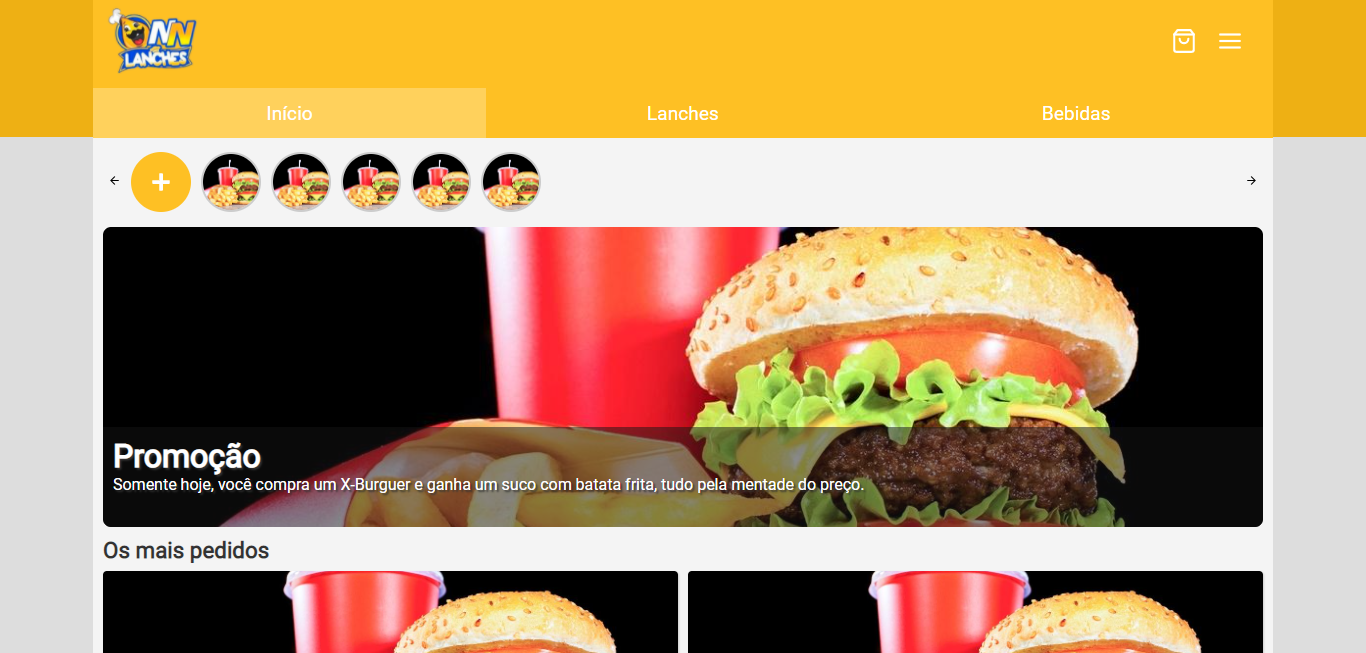 NN
LANCHES
Início
Lanches
Bebidas
Promoção
Somente hoje, você compra um X-Burguer e ganha um suco com batata frita, tudo pela mentade do preço.
Os mais pedidos